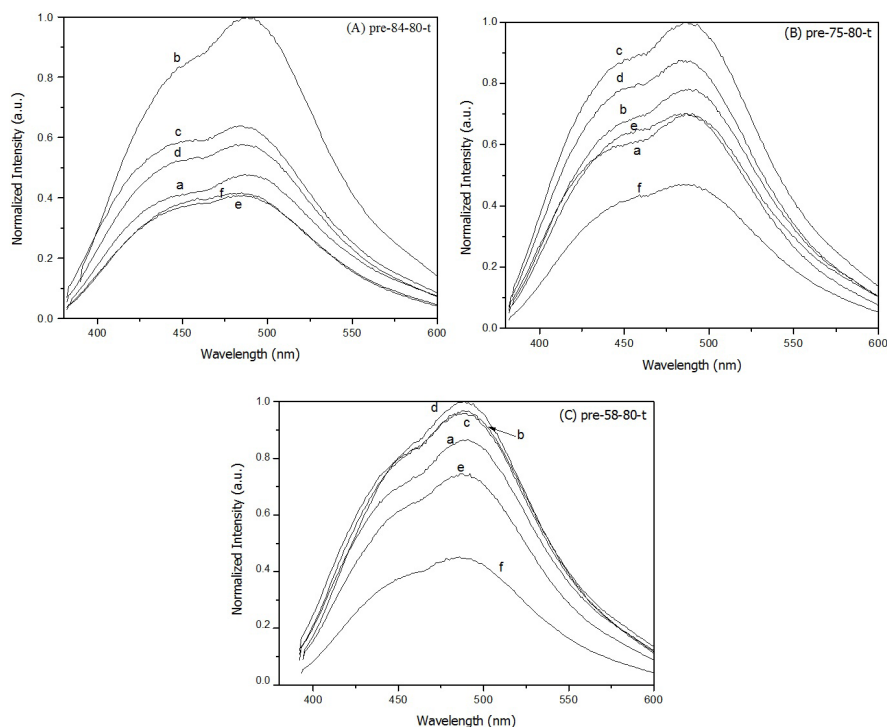 (A) pre-84-80-t
Normalized Intensity (a.u.)
1.0
0.8
0.6
0.4
0.2
0.0
b
c
d
a
f
e
400
450
500
550
600
Wavelength (nm)
(B) pre-75-80-t
Normalized Intensity (a.u.)
1.0
0.8
0.6
0.4
0.2
0.0
c
d
b
e
a
f
400
450
500
550
600
Wavelength (nm)
(C) pre-58-80-t
Normalized Intensity (a.u.)
1.0
0.8
0.6
0.4
0.2
0.0
d
c
b
a
e
f
400
450
500
550
600
Wavelength (nm)